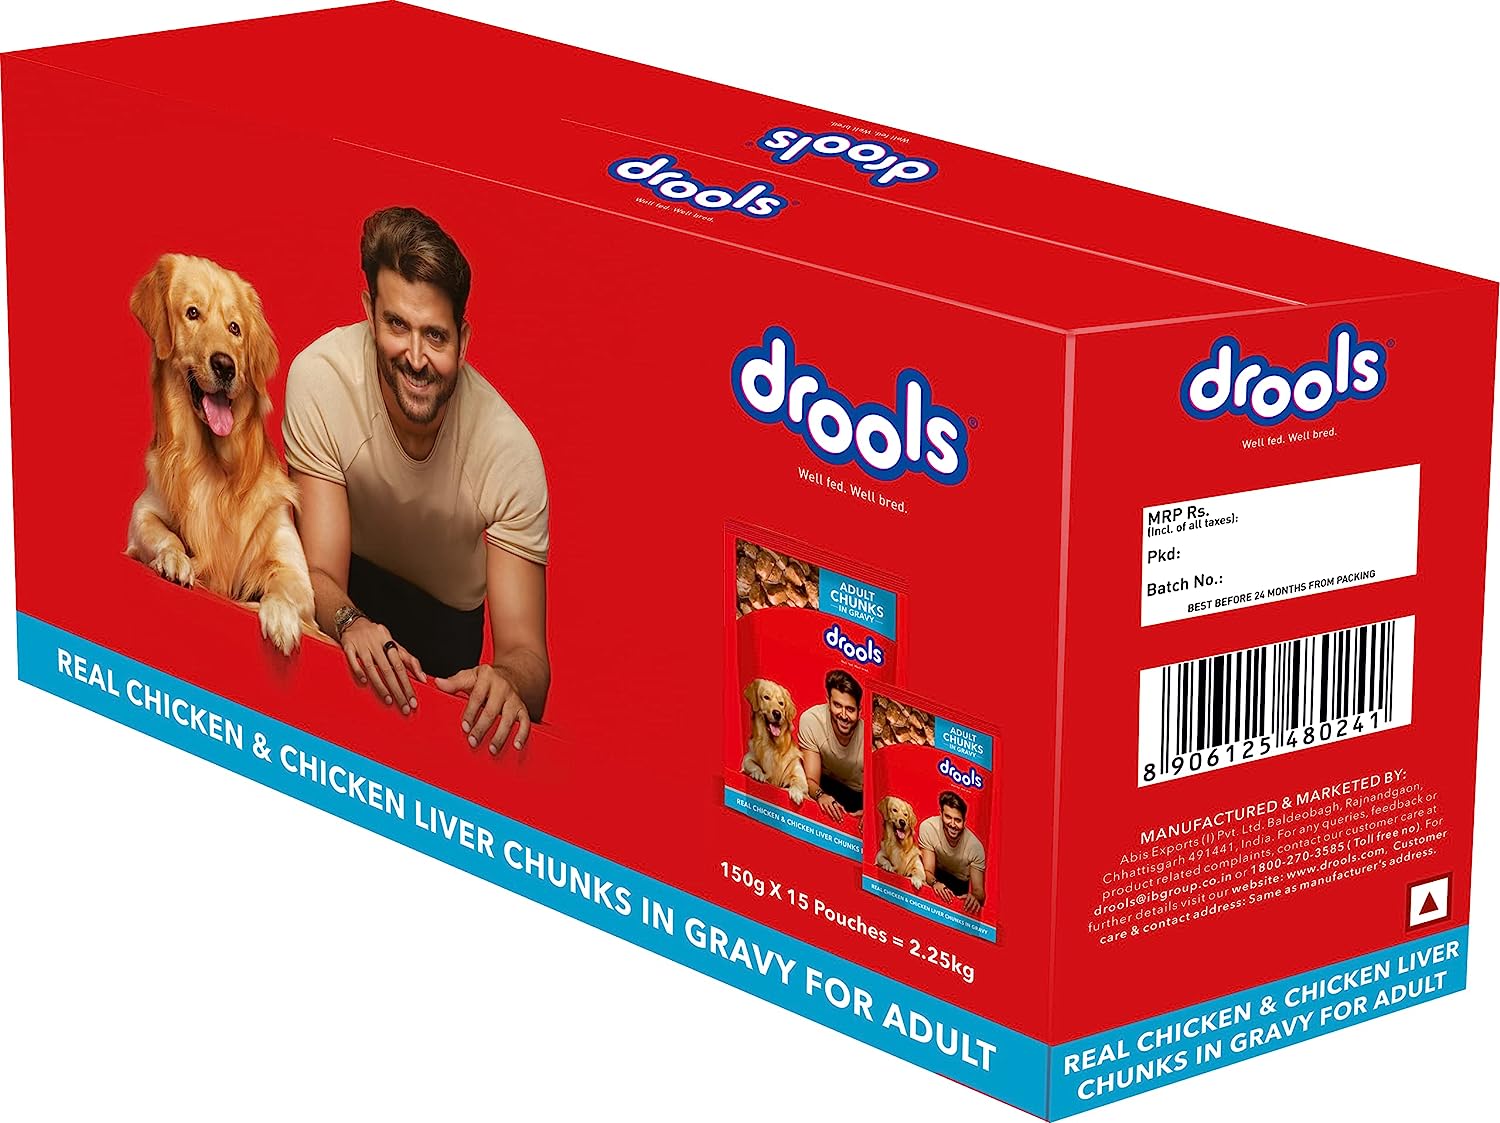 Well fed. Well bred.
drools
drools
Well fed. Well bred.
drools
Well fed. Well bred.
ADULT
CHUNKS
IN GRAVY
drools
REAL CHICKEN & CHICKEN LIVER CHUNKS
ADULT
CHUNKS
IN GRAVY
drools
REAL CHICKEN & CHICKEN LIVER CHUNKS IN GRAVY
150g X 15 Pouches = 2.25kg
REAL CHICKEN & CHICKEN LIVER CHUNKS IN GRAVY FOR ADULT
drools
Well fed. Well bred.
MRP Rs.
(Incl. of all taxes):
Pkd:
Batch No.:
BEST BEFORE 24 MONTHS FROM PACKING
8 906125 480241
MANUFACTURED & MARKETED BY:
Abis Exports (I) Pvt. Ltd. Baldeobagh, Rajnandgaon,
Chhattisgarh 491441, India. For any queries, feedback or
product related complaints, contact our customer care at
drools@ibgroup.co.in or 1800-270-3585 ( Toll free no). For
further details visit our website: www.drools.com, Customer
care & contact address: Same as manufacturer's address.
REAL CHICKEN & CHICKEN LIVER
CHUNKS IN GRAVY FOR ADULT